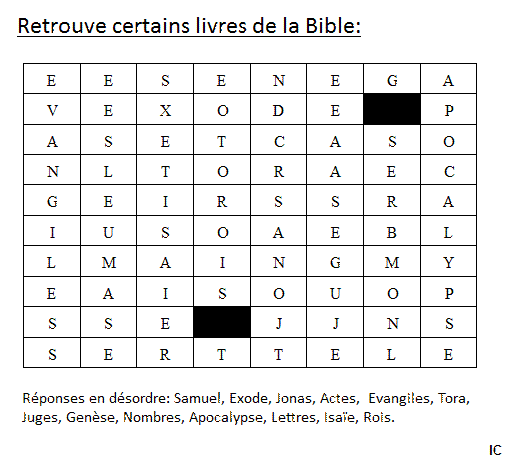 Retrouve certains livres de la Bible:
E E S E N E G A
V E X O D E P
A S E T C A S O
N L T O R A E C
G E I R S S R A
I U S O A E B L
L M A I N G M Y
E A I S O U O P
S S E J J N S
S E R T T E L E
Réponses en désordre: Samuel, Exode, Jonas, Actes, Evangiles, Tora,
Juges, Genèse, Nombres, Apocalypse, Lettres, Isaïe, Rois.
IC